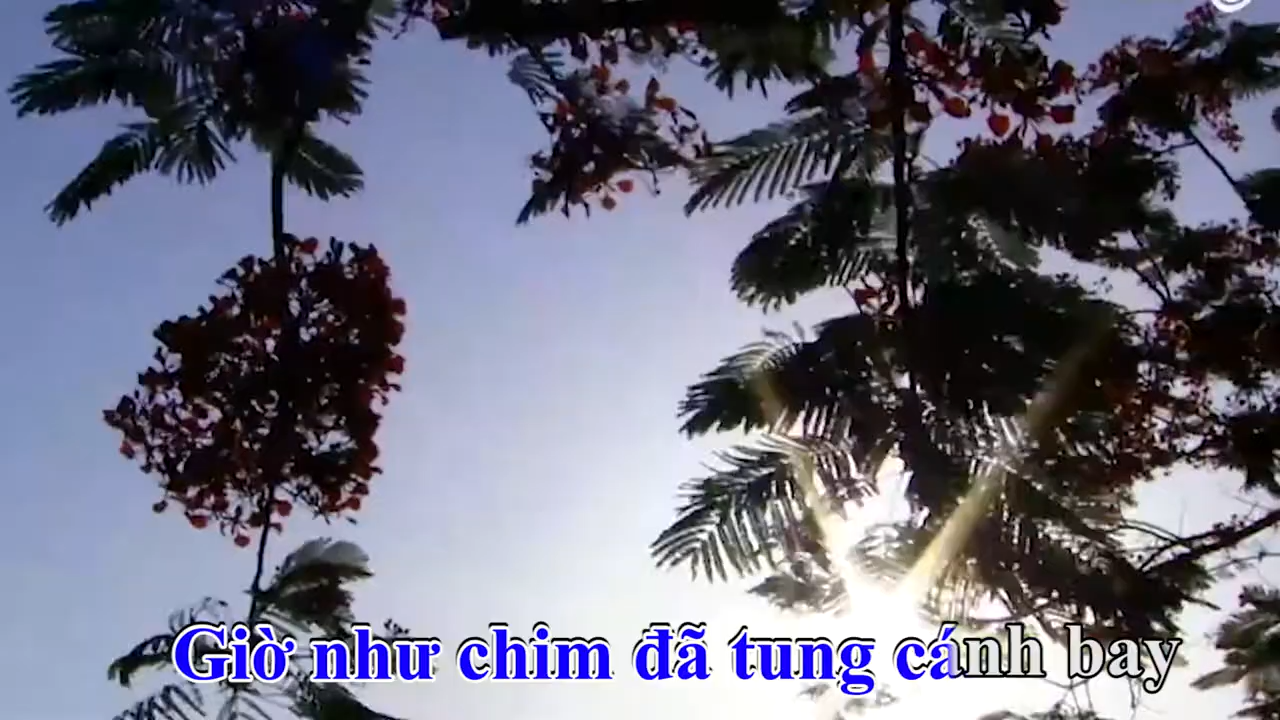 Giờ như chim đã tung cánh bay